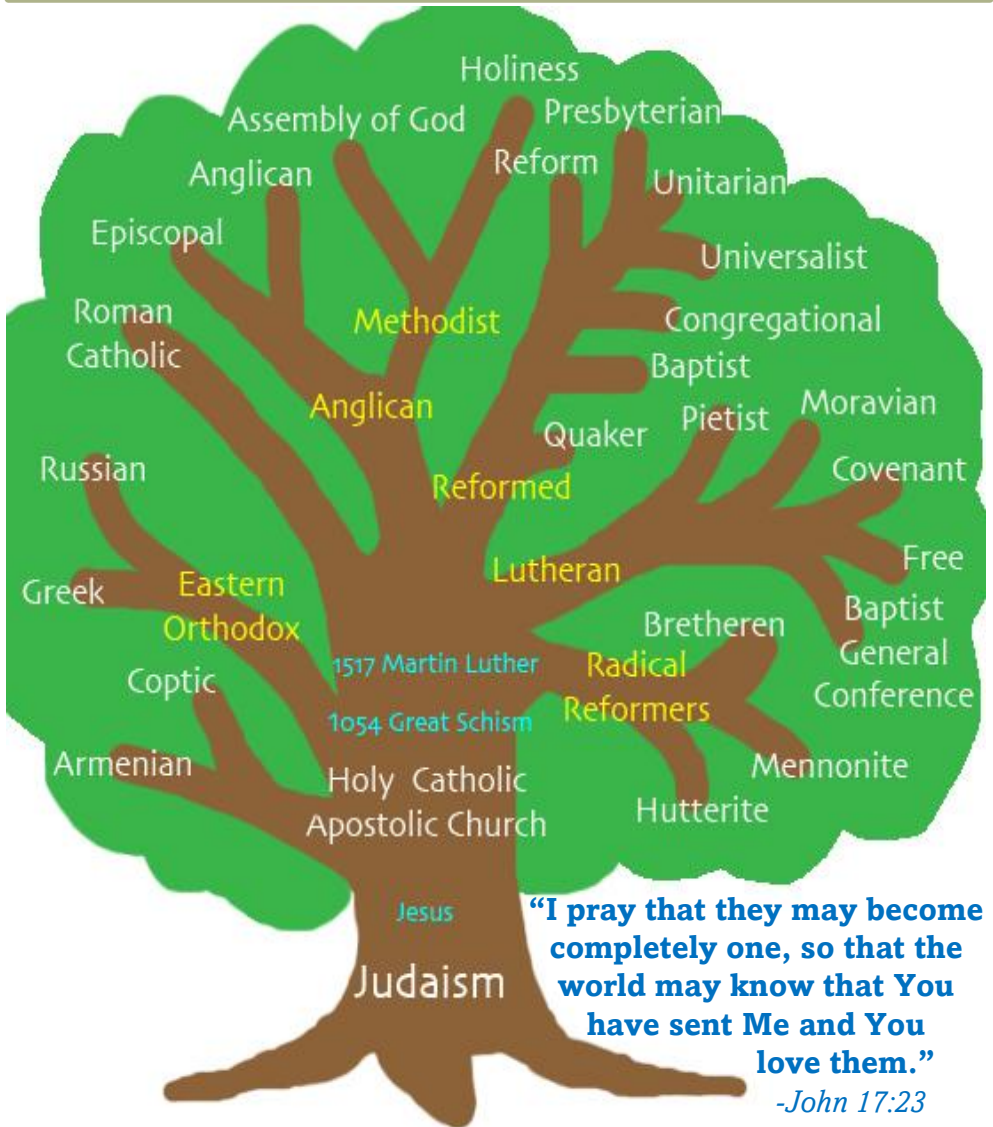 Holiness
Assembly of God
Presbyterian
Anglican
Reform
Unitarian
Episcopal
Universalist
Roman
Catholic
Methodist
Congregational
Baptist
Anglican
Pietist
Moravian
Quaker
Russian
Covenant
Reformed
Lutheran
Free
Greek
Eastern
Orthodox
Baptist
General
Conference
Bretheren
1517 Martin Luther
Radical
Reformers
Coptic
1054 Great Schism
Armenian
Holy Catholic
Apostolic Church
Mennonite
Hutterite
Jesus
Judaism
“I pray that they may become
completely one, so that the
world may know that You
have sent Me and You
love them.”
-John 17:23